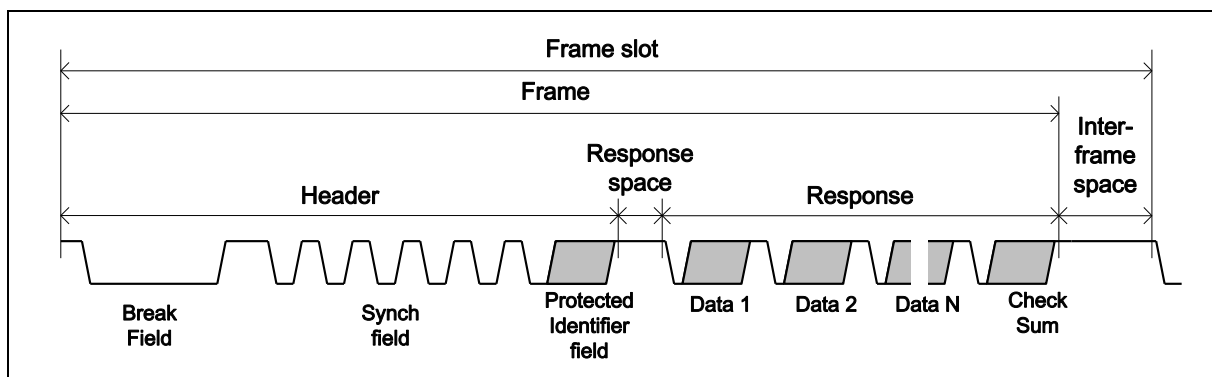 Frame slot
Frame
Inter-
frame
space
Response
space
Header
Response
Break
Field
Synch
field
Protected
Identifier
field
Data 1
Data 2
Data N
Check
Sum